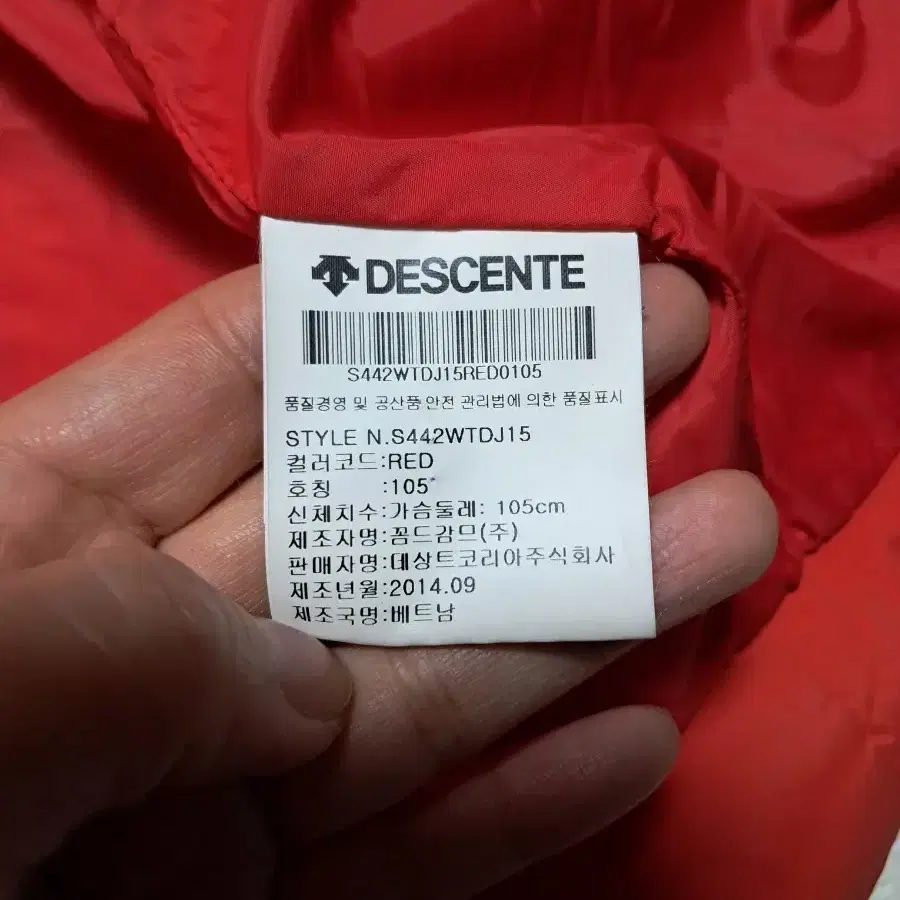 DESCENTE
S442WTDJ15RED0105
품질경영 및 공산품 안전 관리법에 의한 품질표시
STYLE N.S442WTDJ15
컬러코드:RED
호칭 :105
신체치수:가슴둘레: 105cm
제조자명:꼼드감므(주)
판매자명:데상트코리아주식회사
제조년월:2014.09
제조국명:베트남